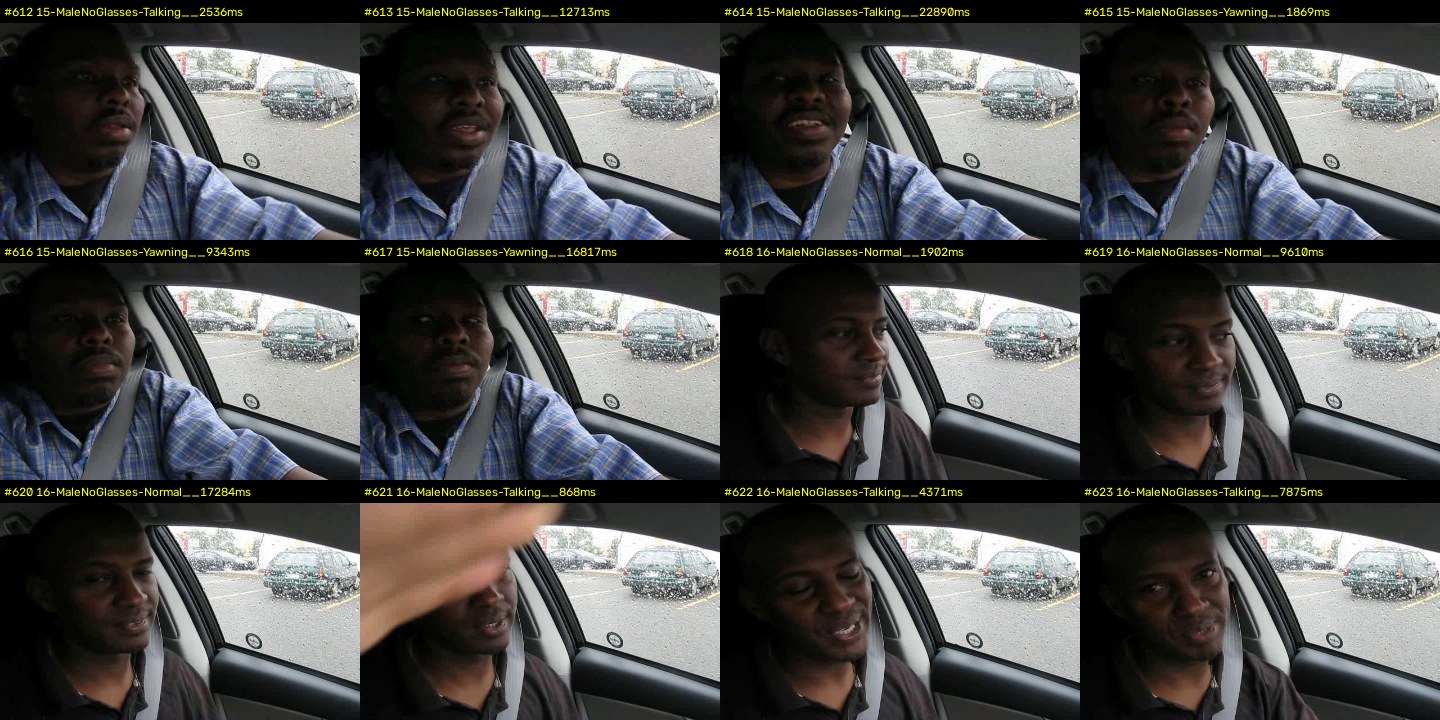 #612 15-MaleNoGlasses-Talking__2536ms
#613 15-MaleNoGlasses-Talking__12713ms
#614 15-MaleNoGlasses-Talking__22890ms
#615 15-MaleNoGlasses-Yawning__1869ms
#616 15-MaleNoGlasses-Yawning__9343ms
#617 15-MaleNoGlasses-Yawning__16817ms
#618 16-MaleNoGlasses-Normal__1902ms
#619 16-MaleNoGlasses-Normal__9610ms
#620 16-MaleNoGlasses-Normal__17284ms
#621 16-MaleNoGlasses-Talking__868ms
#622 16-MaleNoGlasses-Talking__4371ms
#623 16-MaleNoGlasses-Talking__7875ms